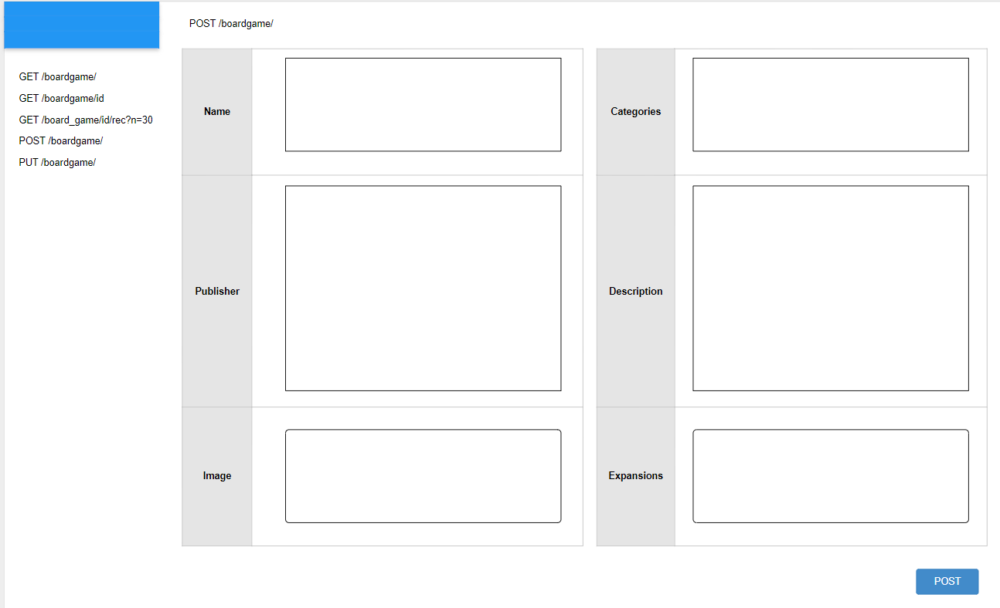 POST /boardgame/
GET /boardgame/
GET /boardgame/id
GET /board_game/id/rec?n=30
POST /boardgame/
PUT /boardgame/
Name
Categories
Publisher
Description
Image
Expansions
POST